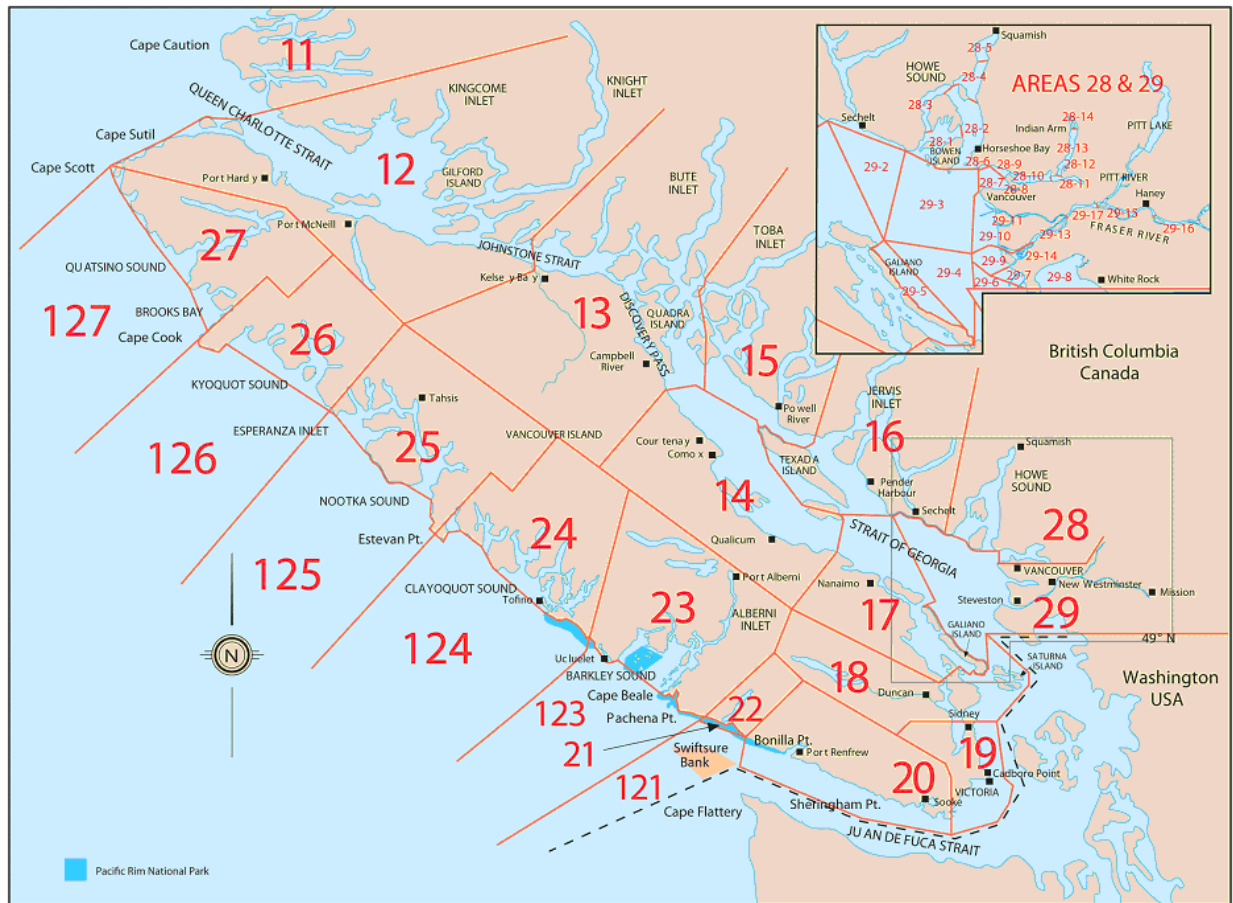 Cape Caution
11
KNIGHT
INLET
KINGCOME
INLET
QUEEN CHARLOTTE STRAIT
Cape Sutil
Cape Scott
12
GILFORD
ISLAND
Port Hard y
BUTE
INLET
Port McNeill
27
TOBA
INLET
JOHNSTONE STRAIT
QUATSINO SOUND
Kelse y Ba y
127
BROOKS BAY
Cape Cook
26
13
DISCOVERY PASS
QUADRA
ISLAND
Campbell
River
15
KYOQUOT SOUND
Tahsis
JERVIS
INLET
Po well
River
ESPERANZA INLET
126
25
VANCOUVER ISLAND
Cour tena y
Como x
TEXAD A
ISLAND
16
Squamish
HOWE
SOUND
NOOTKA SOUND
14
Pender
Harbour
Sechelt
28
Estevan Pt.
24
Qualicum
STRAIT OF GEORGIA
125
CLAYOQUOT SOUND
Tofino
Port Alberni
Nanaimo
VANCOUVER
New Westminster
Mission
Steveston
29
23
ALBERNI
INLET
17
GALIANO
ISLAND
49° N
124
N
Uc luelet
BARKLEY SOUND
SATURNA
ISLAND
Washington
USA
Cape Beale
18
Duncan
123
Pachena Pt.
22
Sidney
21
Swiftsure
Bank
Bonilla Pt.
Port Renfrew
19
121
20
Cadboro Point
VICTORIA
Sooke
Cape Flattery
Sheringham Pt.
JU AN DE FUCA STRAIT
Pacific Rim National Park
British Columbia
Canada
AREAS 28 & 29
Squamish
28-5
HOWE
SOUND
28-4
28-3
Sechelt
28-2
28-1
BOWEN
ISLAND
Horseshoe Bay
Indian Arm
28-14
PITT LAKE
28-13
28-6
28-9
28-12
29-2
28-7
28-10
28-11
28-8
PITT RIVER
Vancouver
Haney
29-3
29-11
29-17
29-15
29-16
FRASER RIVER
29-10
29-13
29-14
GALIANO
ISLAND
29-4
29-9
29-7
29-8
29-6
29-5
White Rock